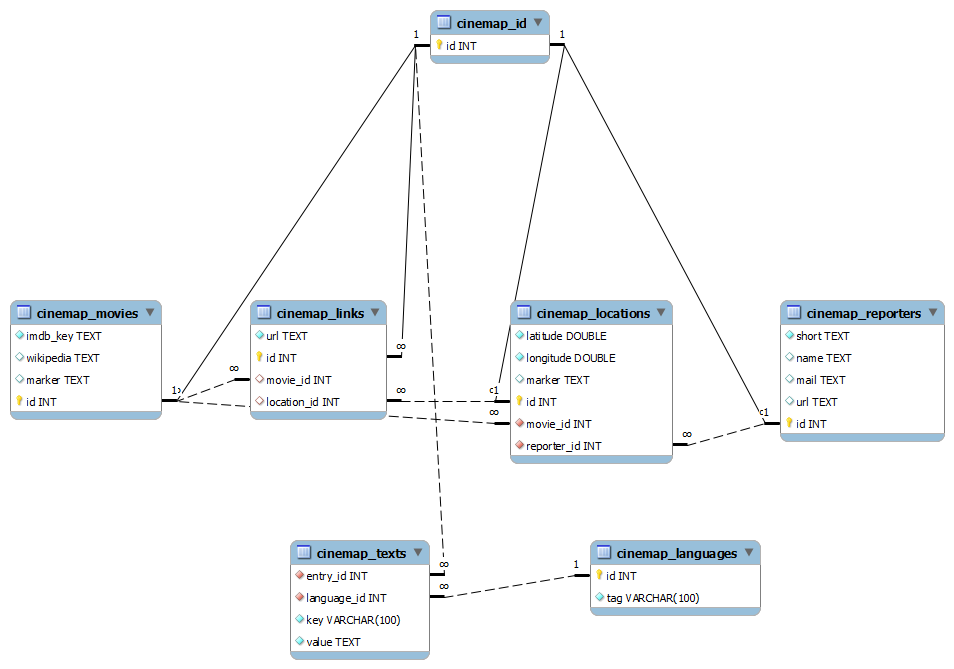 cinemap_id
id INT
1
1
cinemap_movies
imdb_key TEXT
wikipedia TEXT
marker TEXT
id INT
1
cinemap_links
url TEXT
id INT
movie_id INT
location_id INT
∞
∞
∞
cinemap_locations
latitude DOUBLE
longitude DOUBLE
marker TEXT
id INT
movie_id INT
reporter_id INT
1
∞
∞
cinemap_reporters
short TEXT
name TEXT
mail TEXT
url TEXT
id INT
1
cinemap_texts
entry_id INT
language_id INT
key VARCHAR(100)
value TEXT
∞
∞
cinemap_languages
id INT
tag VARCHAR(100)
1